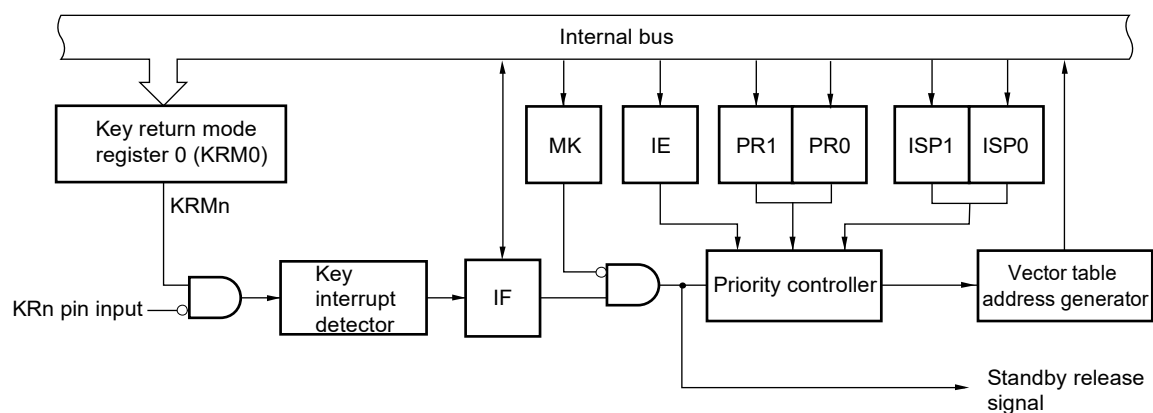 Internal bus
Key return mode
register 0 (KRM0)
MK
IE
PR1
PR0
ISP1
ISP0
KRMn
Key
interrupt
detector
IF
Priority controller
Vector table
address generator
KRn pin input
Standby release
signal